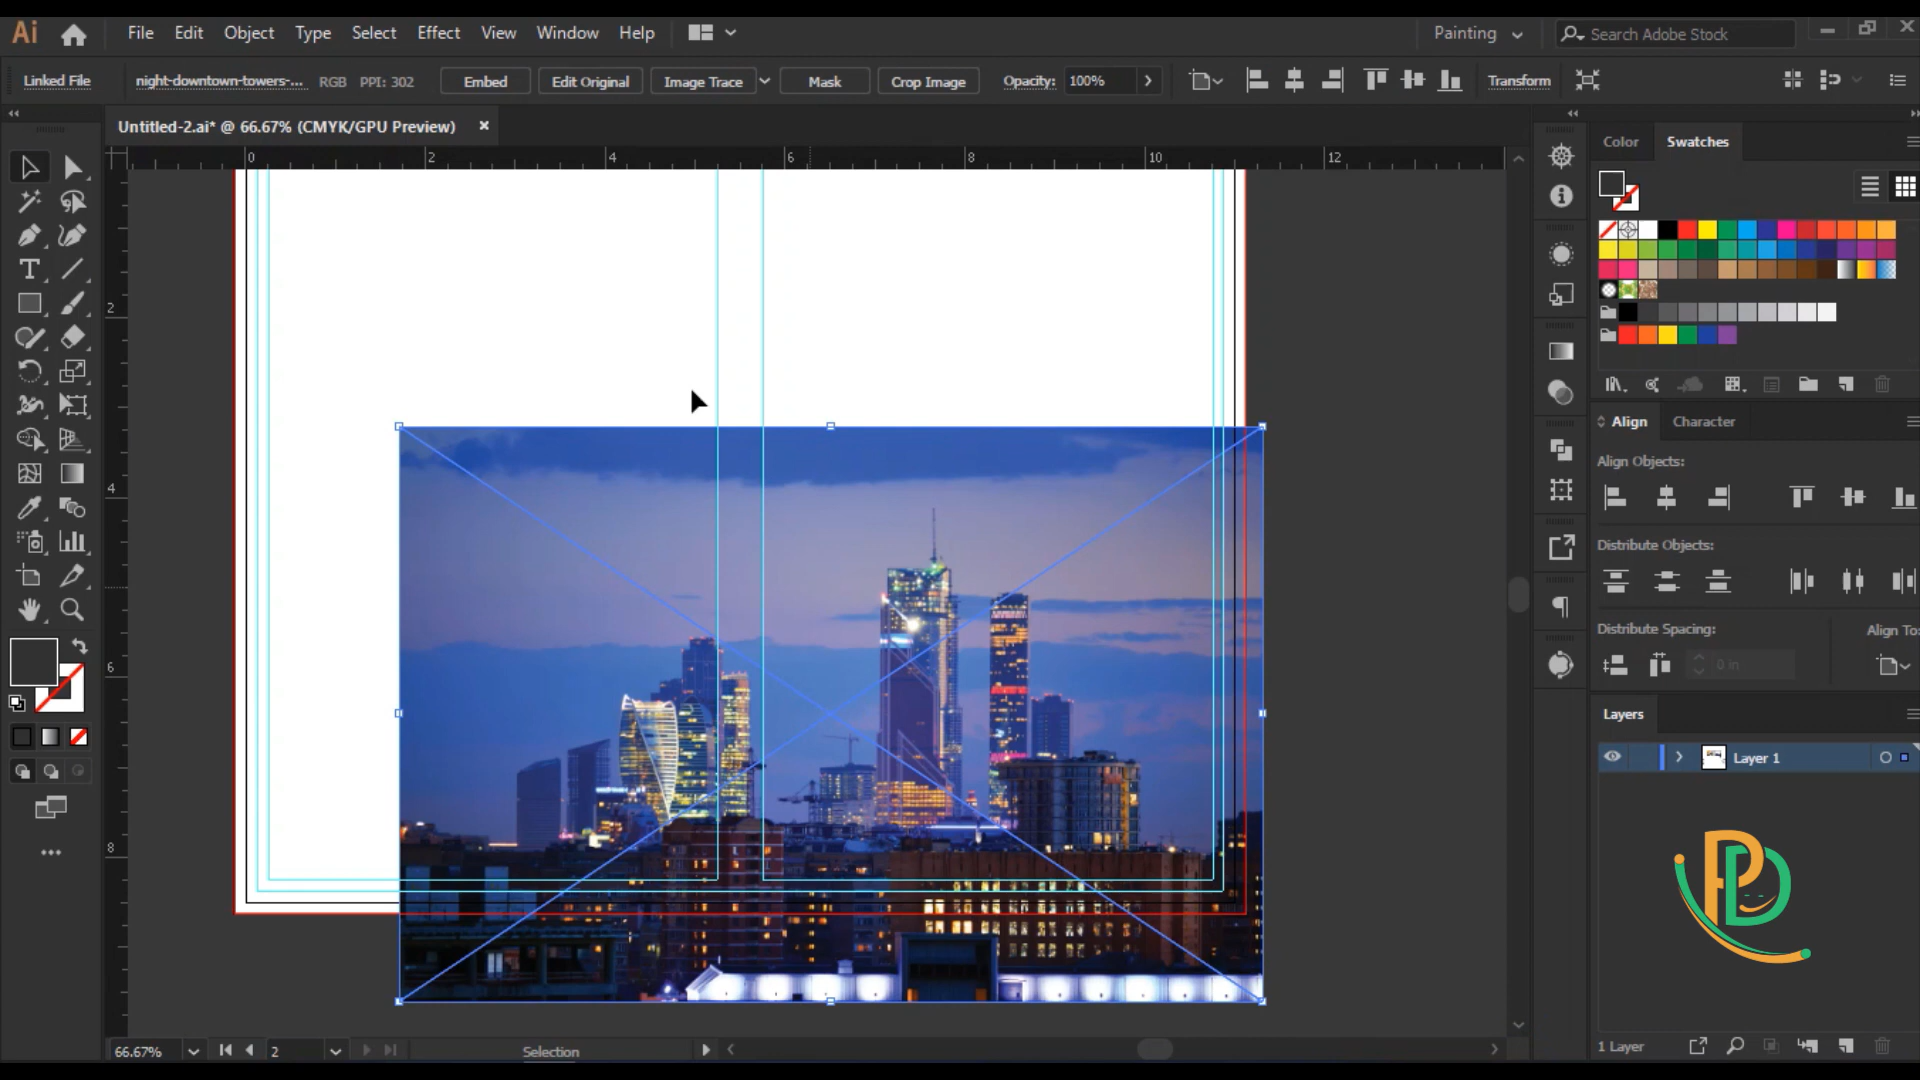 Ai File Edit Object Type Select Effect View Window Help Painting Search Adobe Stock
Linked File night-downtown-towers-... RGB PPI: 302 Embed Edit Original Image Trace Mask Crop Image Opacity: 100% Transform
Untitled-2.ai* @ 66.67% (CMYK/GPU Preview)
0 2 4 6 8 10 12
2
4
6
8
Color Swatches
Align Character
Align Objects:
Distribute Objects:
Distribute Spacing: Align To:
0 in
Layers
Layer 1
PD
1 Layer
66.67% 2 Selection